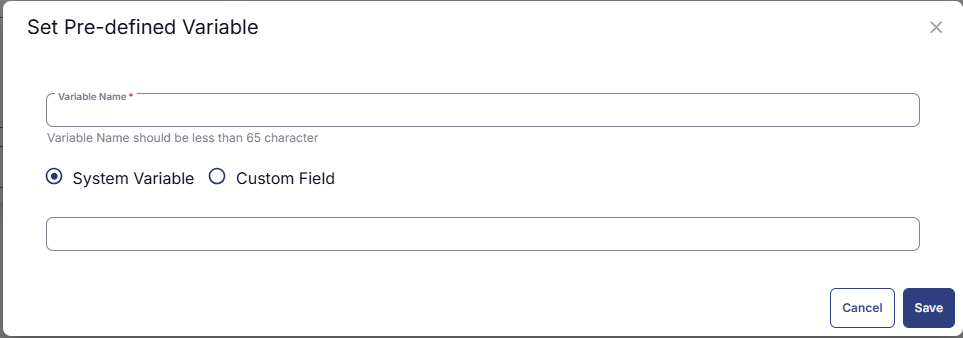 Set Pre-defined Variable
Variable Name *
Variable Name should be less than 65 character
System Variable Custom Field
Cancel Save